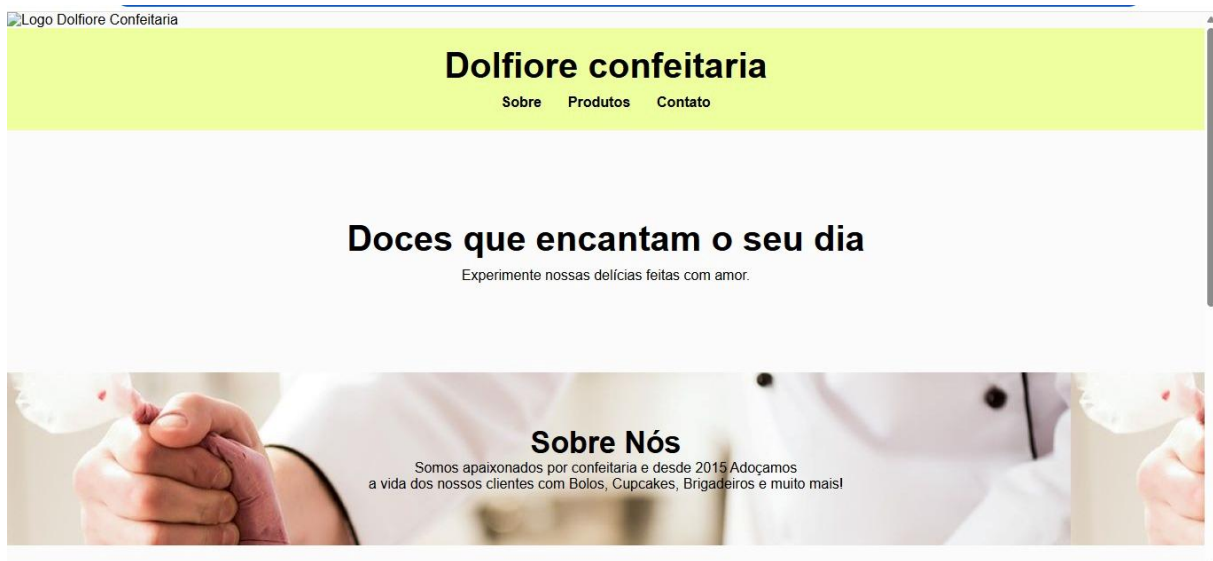 Logo Dolfiore Confeitaria
Dolfiore confeitaria
Sobre Produtos Contato
Doces que encantam o seu dia
Experimente nossas delícias feitas com amor.
Sobre Nós
Somos apaixonados por confeitaria e desde 2015 Adoçamos
a vida dos nossos clientes com Bolos, Cupcakes, Brigadeiros e muito mais!